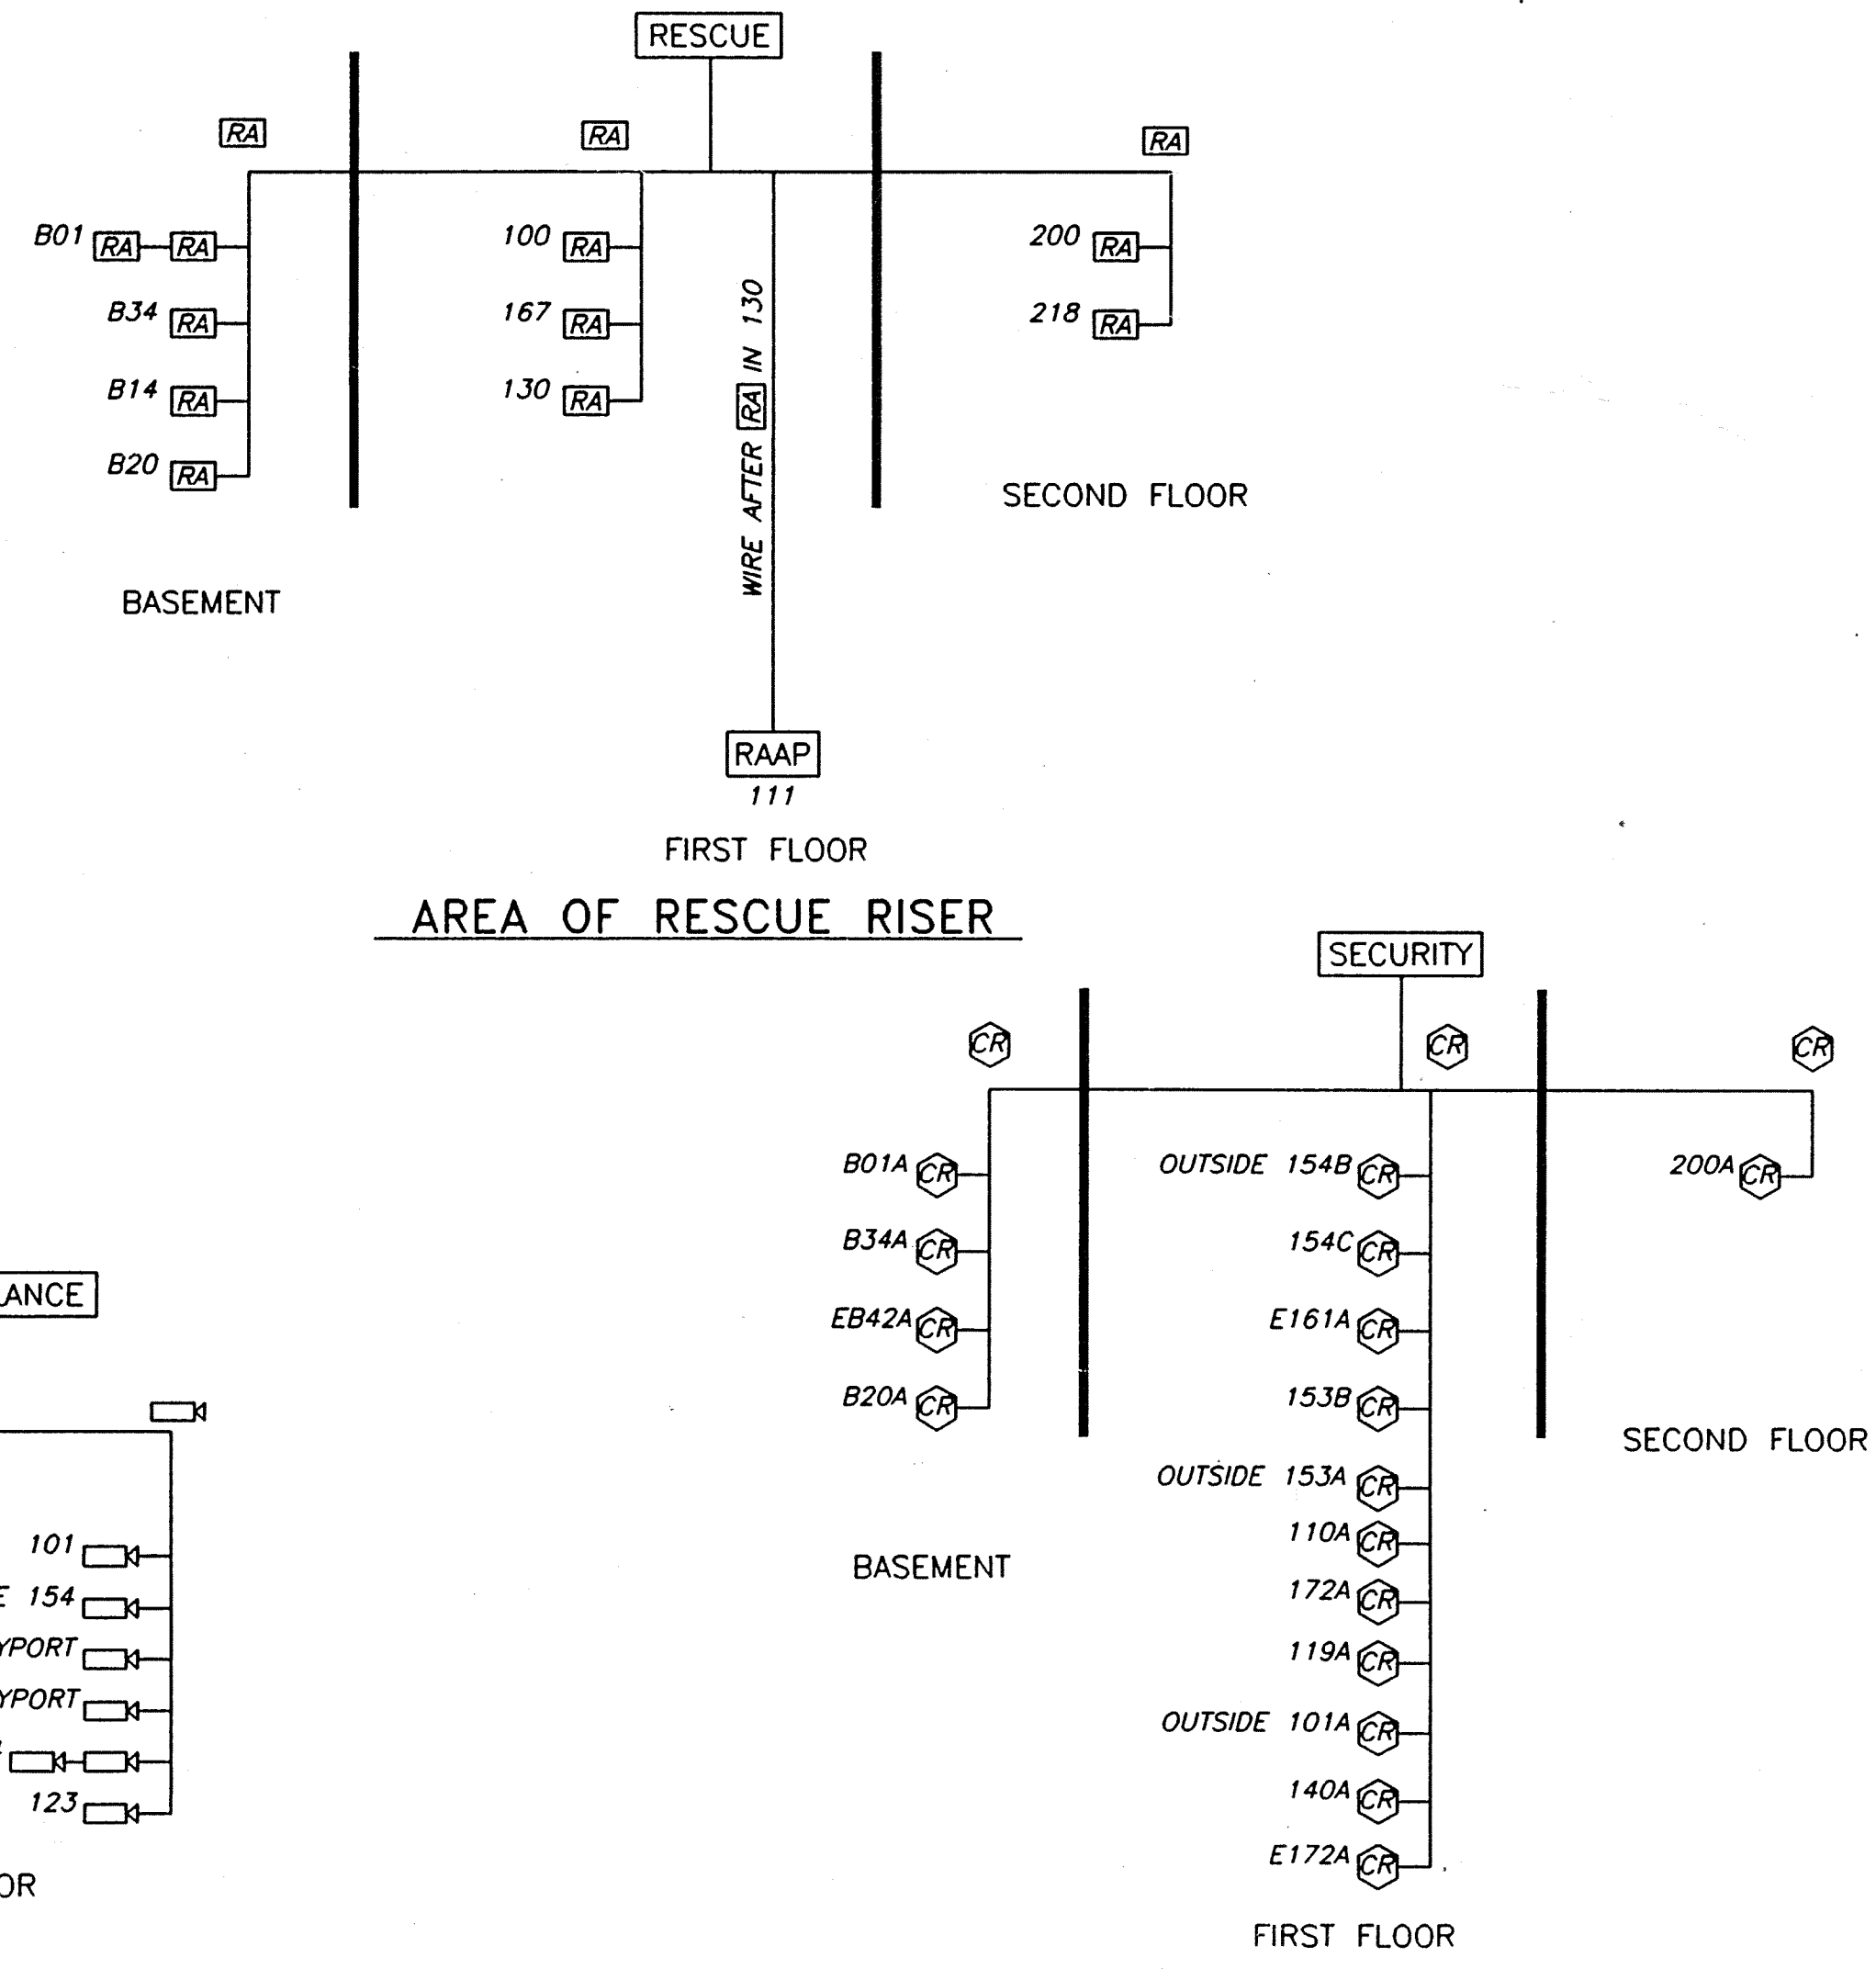 RESCUE
RA
RA
RA
B01 RA RA
B34 RA
B14 RA
B20 RA
BASEMENT
100 RA
167 RA
130 RA
WIRE AFTER RA IN 130
RAAP
111
FIRST FLOOR
200 RA
218 RA
SECOND FLOOR
AREA OF RESCUE RISER
SECURITY
CR
CR
CR
B01A CR
B34A CR
EB42A CR
B20A CR
BASEMENT
OUTSIDE 154B CR
154C CR
E161A CR
153B CR
OUTSIDE 153A CR
110A CR
172A CR
119A CR
OUTSIDE 101A CR
140A CR
E172A CR
FIRST FLOOR
200A CR
SECOND FLOOR
LANCE
101
E 154
YPORT
YPORT
123
OOR